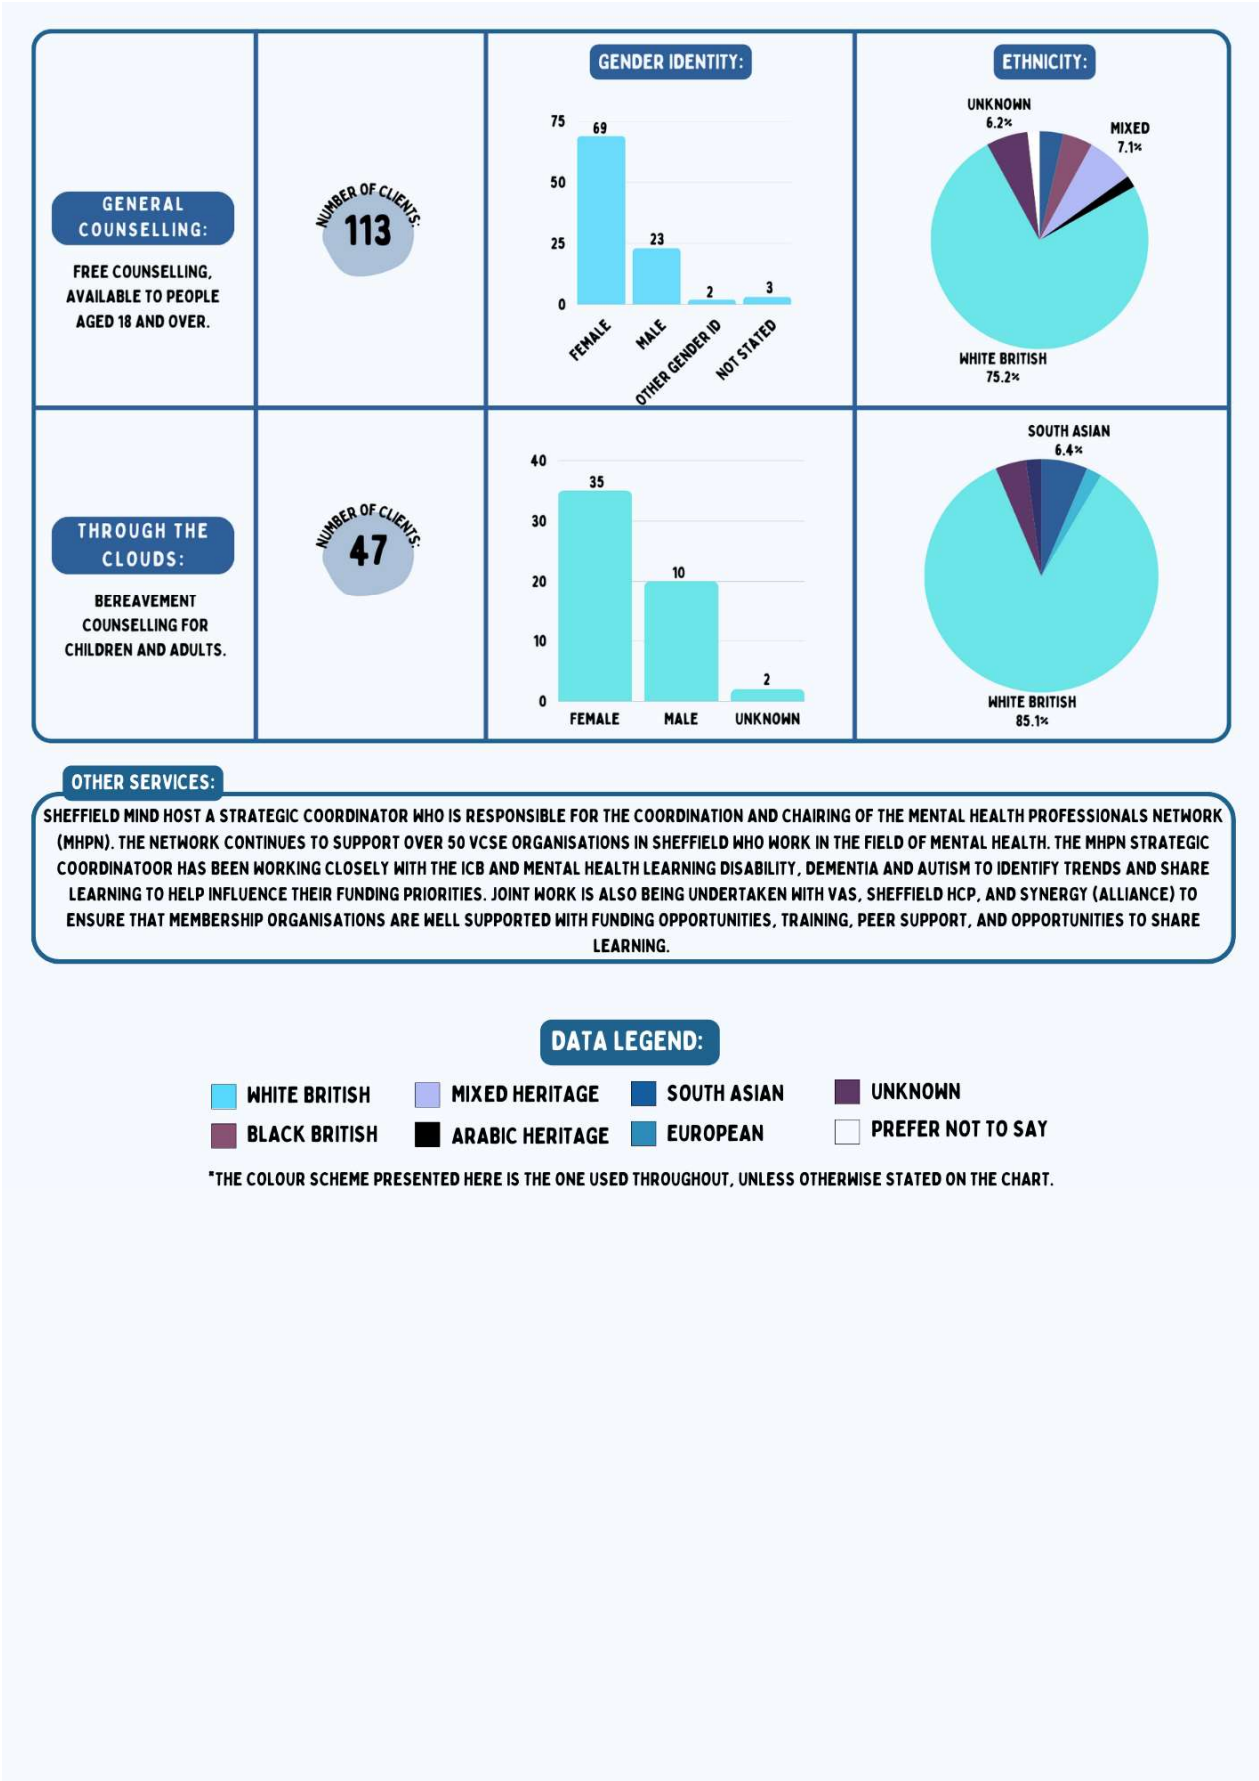 GENDER IDENTITY:
ETHNICITY:
GENERAL
COUNSELLING:
FREE COUNSELLING,
AVAILABLE TO PEOPLE
AGED 18 AND OVER.
NUMBER OF CLIENTS:
113
75
50
25
0
69
23
2
3
FEMALE
MALE
OTHER GENDER ID
NOT STATED
UNKNOWN
6.2%
MIXED
7.1%
WHITE BRITISH
75.2%
THROUGH THE
CLOUDS:
BEREAVEMENT
COUNSELLING FOR
CHILDREN AND ADULTS.
NUMBER OF CLIENTS:
47
40
30
20
10
0
35
10
2
FEMALE
MALE
UNKNOWN
SOUTH ASIAN
6.4%
WHITE BRITISH
85.1%
OTHER SERVICES:
SHEFFIELD MIND HOST A STRATEGIC COORDINATOR WHO IS RESPONSIBLE FOR THE COORDINATION AND CHAIRING OF THE MENTAL HEALTH PROFESSIONALS NETWORK
(MHPN). THE NETWORK CONTINUES TO SUPPORT OVER 50 VCSE ORGANISATIONS IN SHEFFIELD WHO WORK IN THE FIELD OF MENTAL HEALTH. THE MHPN STRATEGIC
COORDINATOOR HAS BEEN WORKING CLOSELY WITH THE ICB AND MENTAL HEALTH LEARNING DISABILITY, DEMENTIA AND AUTISM TO IDENTIFY TRENDS AND SHARE
LEARNING TO HELP INFLUENCE THEIR FUNDING PRIORITIES. JOINT WORK IS ALSO BEING UNDERTAKEN WITH VAS, SHEFFIELD HCP, AND SYNERGY (ALLIANCE) TO
ENSURE THAT MEMBERSHIP ORGANISATIONS ARE WELL SUPPORTED WITH FUNDING OPPORTUNITIES, TRAINING, PEER SUPPORT, AND OPPORTUNITIES TO SHARE
LEARNING.
DATA LEGEND:
WHITE BRITISH
MIXED HERITAGE
SOUTH ASIAN
UNKNOWN
BLACK BRITISH
ARABIC HERITAGE
EUROPEAN
PREFER NOT TO SAY
*THE COLOUR SCHEME PRESENTED HERE IS THE ONE USED THROUGHOUT, UNLESS OTHERWISE STATED ON THE CHART.